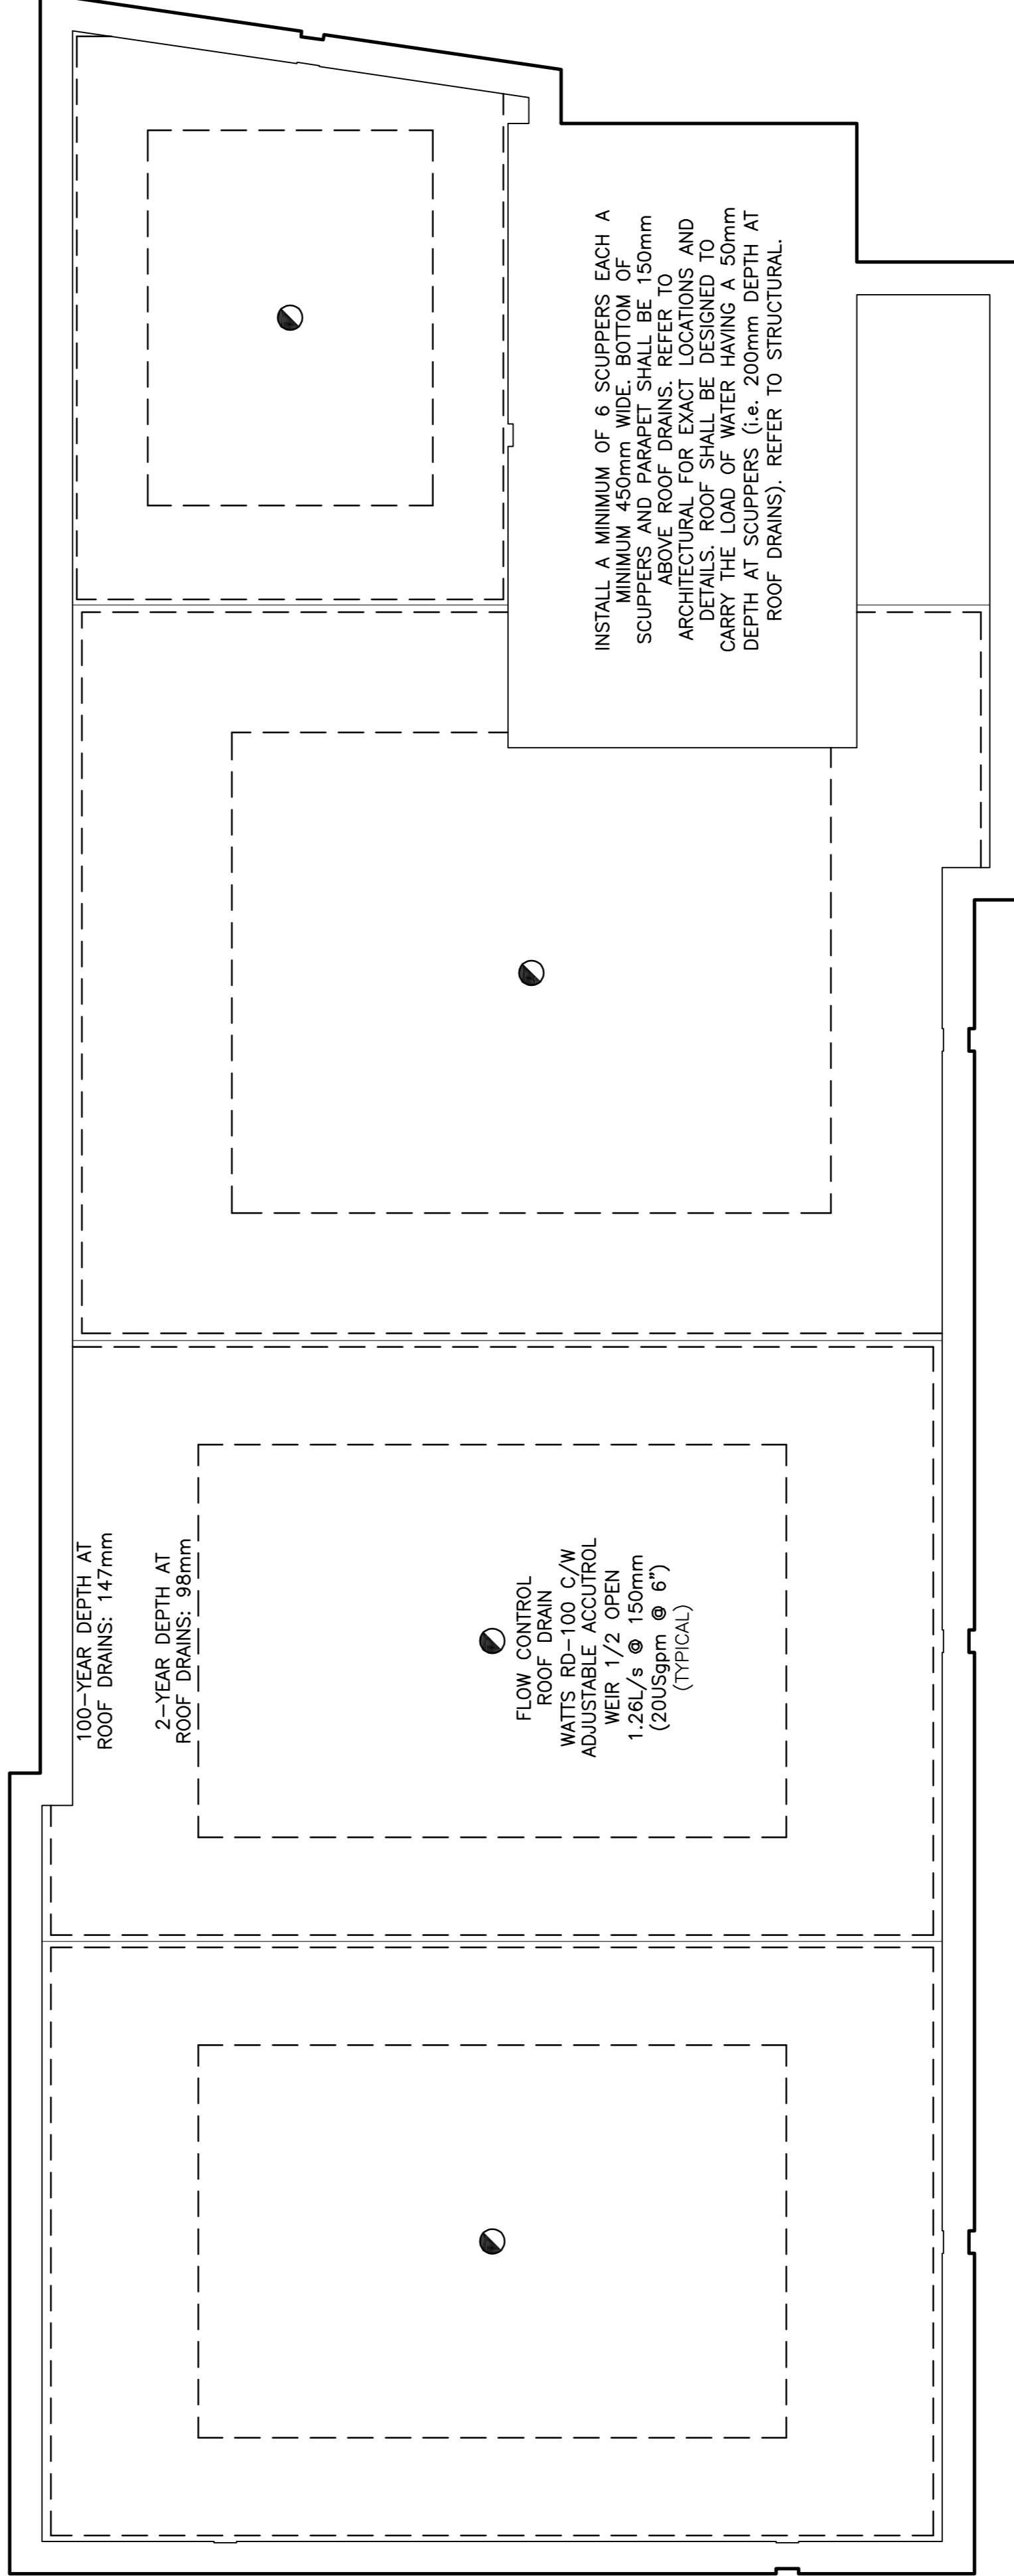 100-YEAR DEPTH AT
ROOF DRAINS: 147mm
2-YEAR DEPTH AT
ROOF DRAINS: 98mm
FLOW CONTROL
ROOF DRAIN
WATTS RD-100 C/W
ADJUSTABLE ACCUTROL
WEIR 1/2 OPEN
1.26L/s @ 150mm
(20USgpm @ 6")
(TYPICAL)
INSTALL A MINIMUM OF 6 SCUPPERS EACH A
MINIMUM 450mm WIDE. BOTTOM OF
SCUPPERS AND PARAPET SHALL BE 150mm
ABOVE ROOF DRAINS. REFER TO
ARCHITECTURAL FOR EXACT LOCATIONS AND
DETAILS. ROOF SHALL BE DESIGNED TO
CARRY THE LOAD OF WATER HAVING A 50mm
DEPTH AT SCUPPERS (i.e. 200mm DEPTH AT
ROOF DRAINS). REFER TO STRUCTURAL.